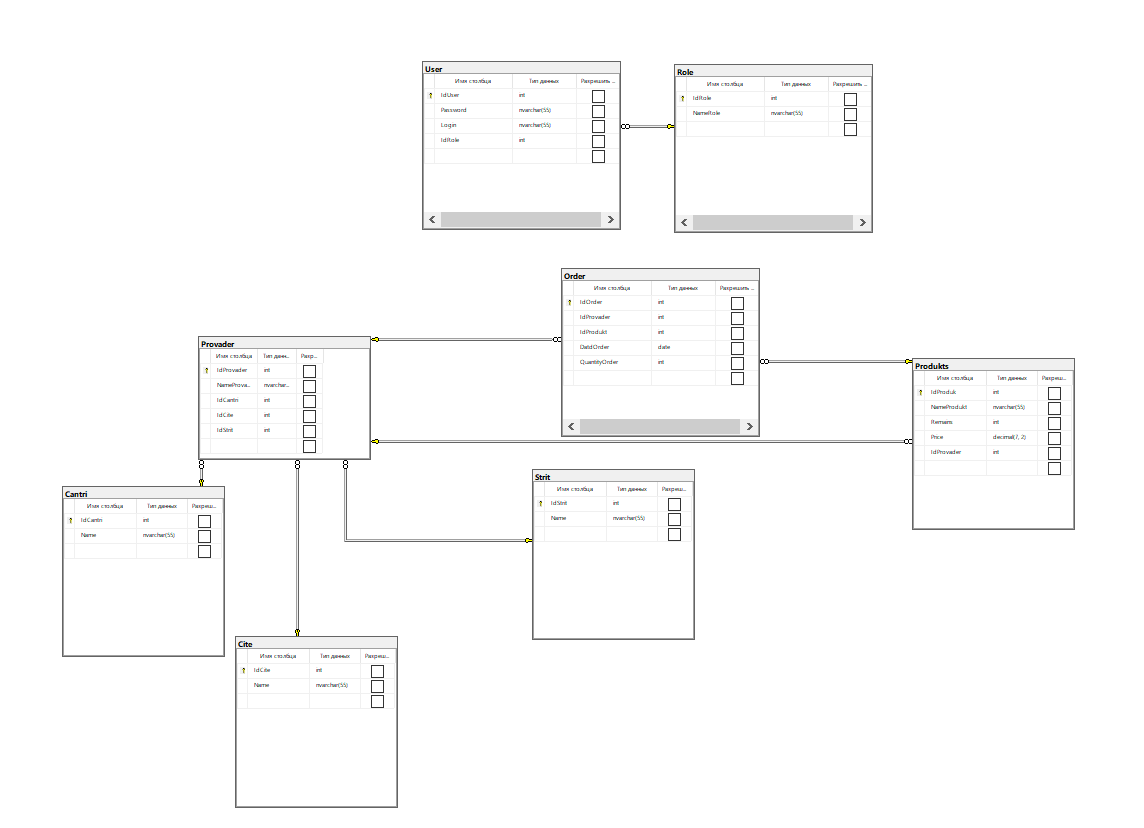 User
Имя столбца Тип данных Разрешить ...
IdUser int
Password nvarchar(55)
Login nvarchar(55)
IdRole int
Role
Имя столбца Тип данных Разрешить ...
IdRole int
NameRole nvarchar(55)
Order
Имя столбца Тип данных Разрешить ...
IdOrder int
IdProvader int
IdProdukt int
DatdOrder date
QuantityOrder int
Provader
Имя столбца Тип данн... Разр...
IdProvader int
NameProva... nvarchar...
IdCantri int
IdCite int
IdStrit int
Produkts
Имя столбца Тип данных Разреш...
IdProduk int
NameProdukt nvarchar(55)
Remains int
Price decimal(7, 2)
IdProvader int
Strit
Имя столбца Тип данных Разреш...
IdStrit int
Name nvarchar(55)
Cantri
Имя столбца Тип данных Разреш...
IdCantri int
Name nvarchar(55)
Cite
Имя столбца Тип данных Разреш...
IdCite int
Name nvarchar(55)